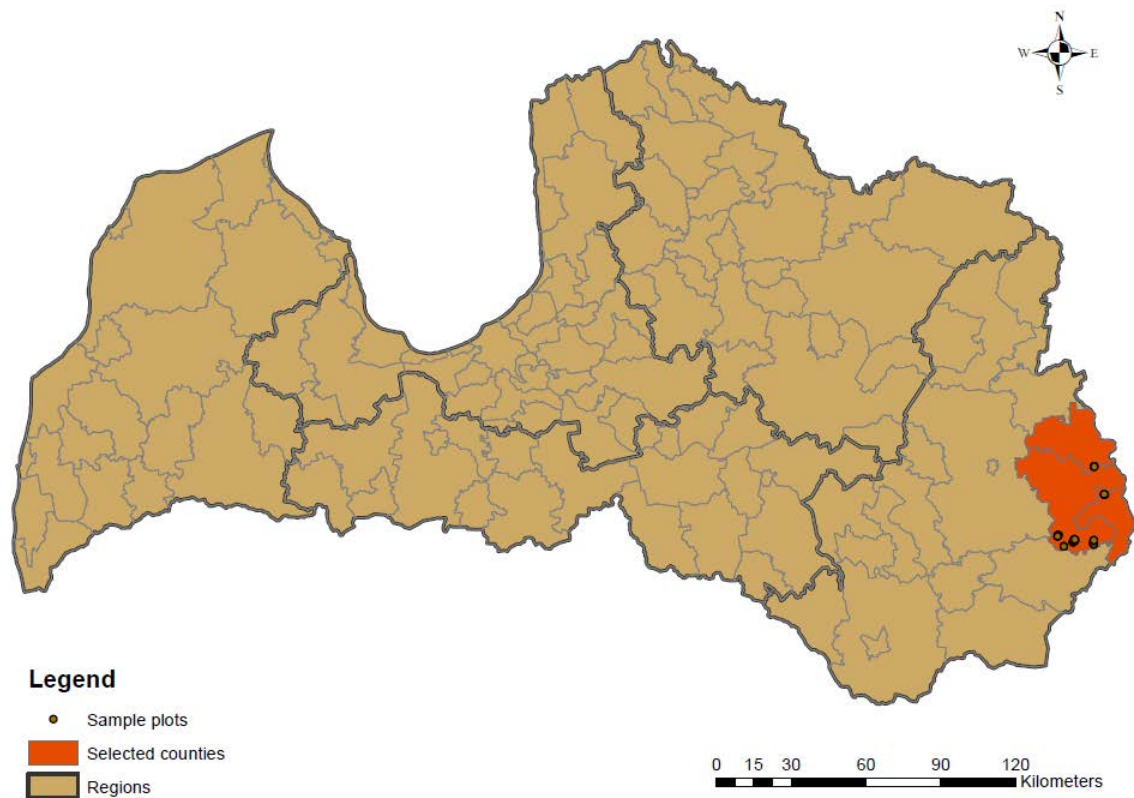 N
W E
S
Legend
Sample plots
Selected counties
Regions
0 15 30 60 90 120
Kilometers